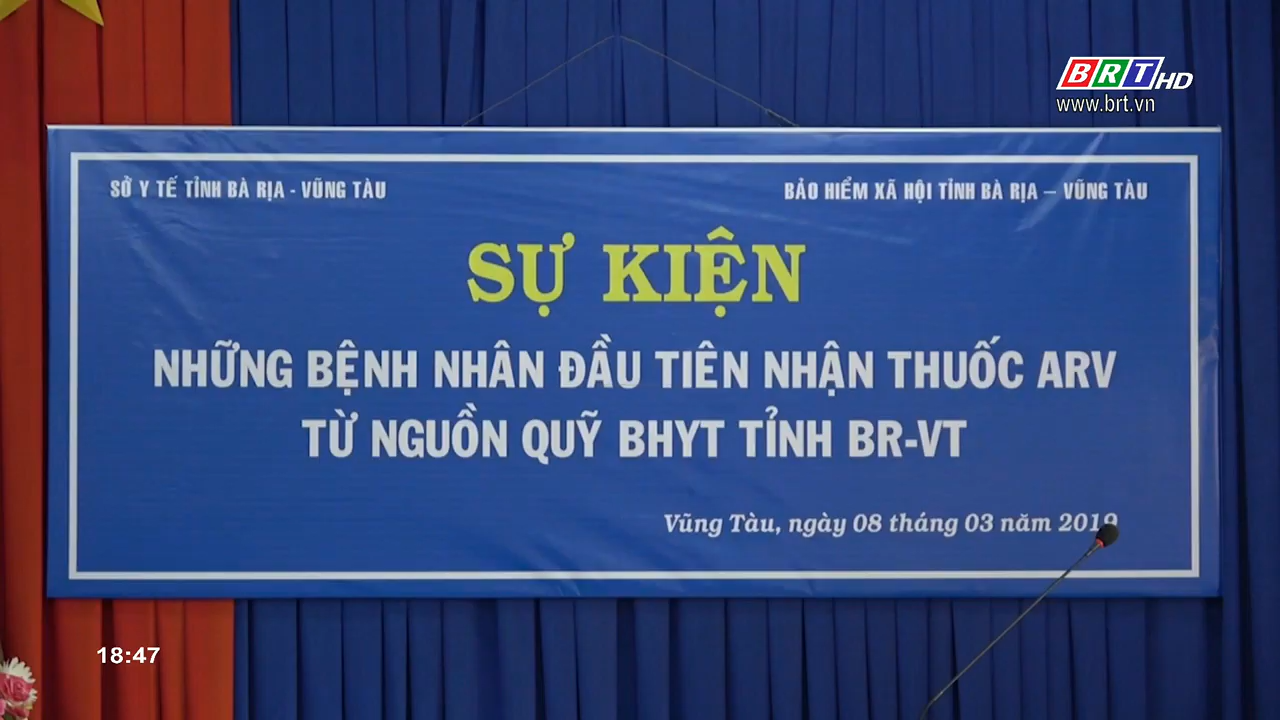 BRT HD
www.brt.vn
SỞ Y TẾ TỈNH BÀ RỊA - VŨNG TÀU
BẢO HIỂM XÃ HỘI TỈNH BÀ RỊA – VŨNG TÀU
SỰ KIỆN
NHỮNG BỆNH NHÂN ĐẦU TIÊN NHẬN THUỐC ARV
TỪ NGUỒN QUỸ BHYT TỈNH BR-VT
Vũng Tàu, ngày 08 tháng 03 năm 2019
18:47